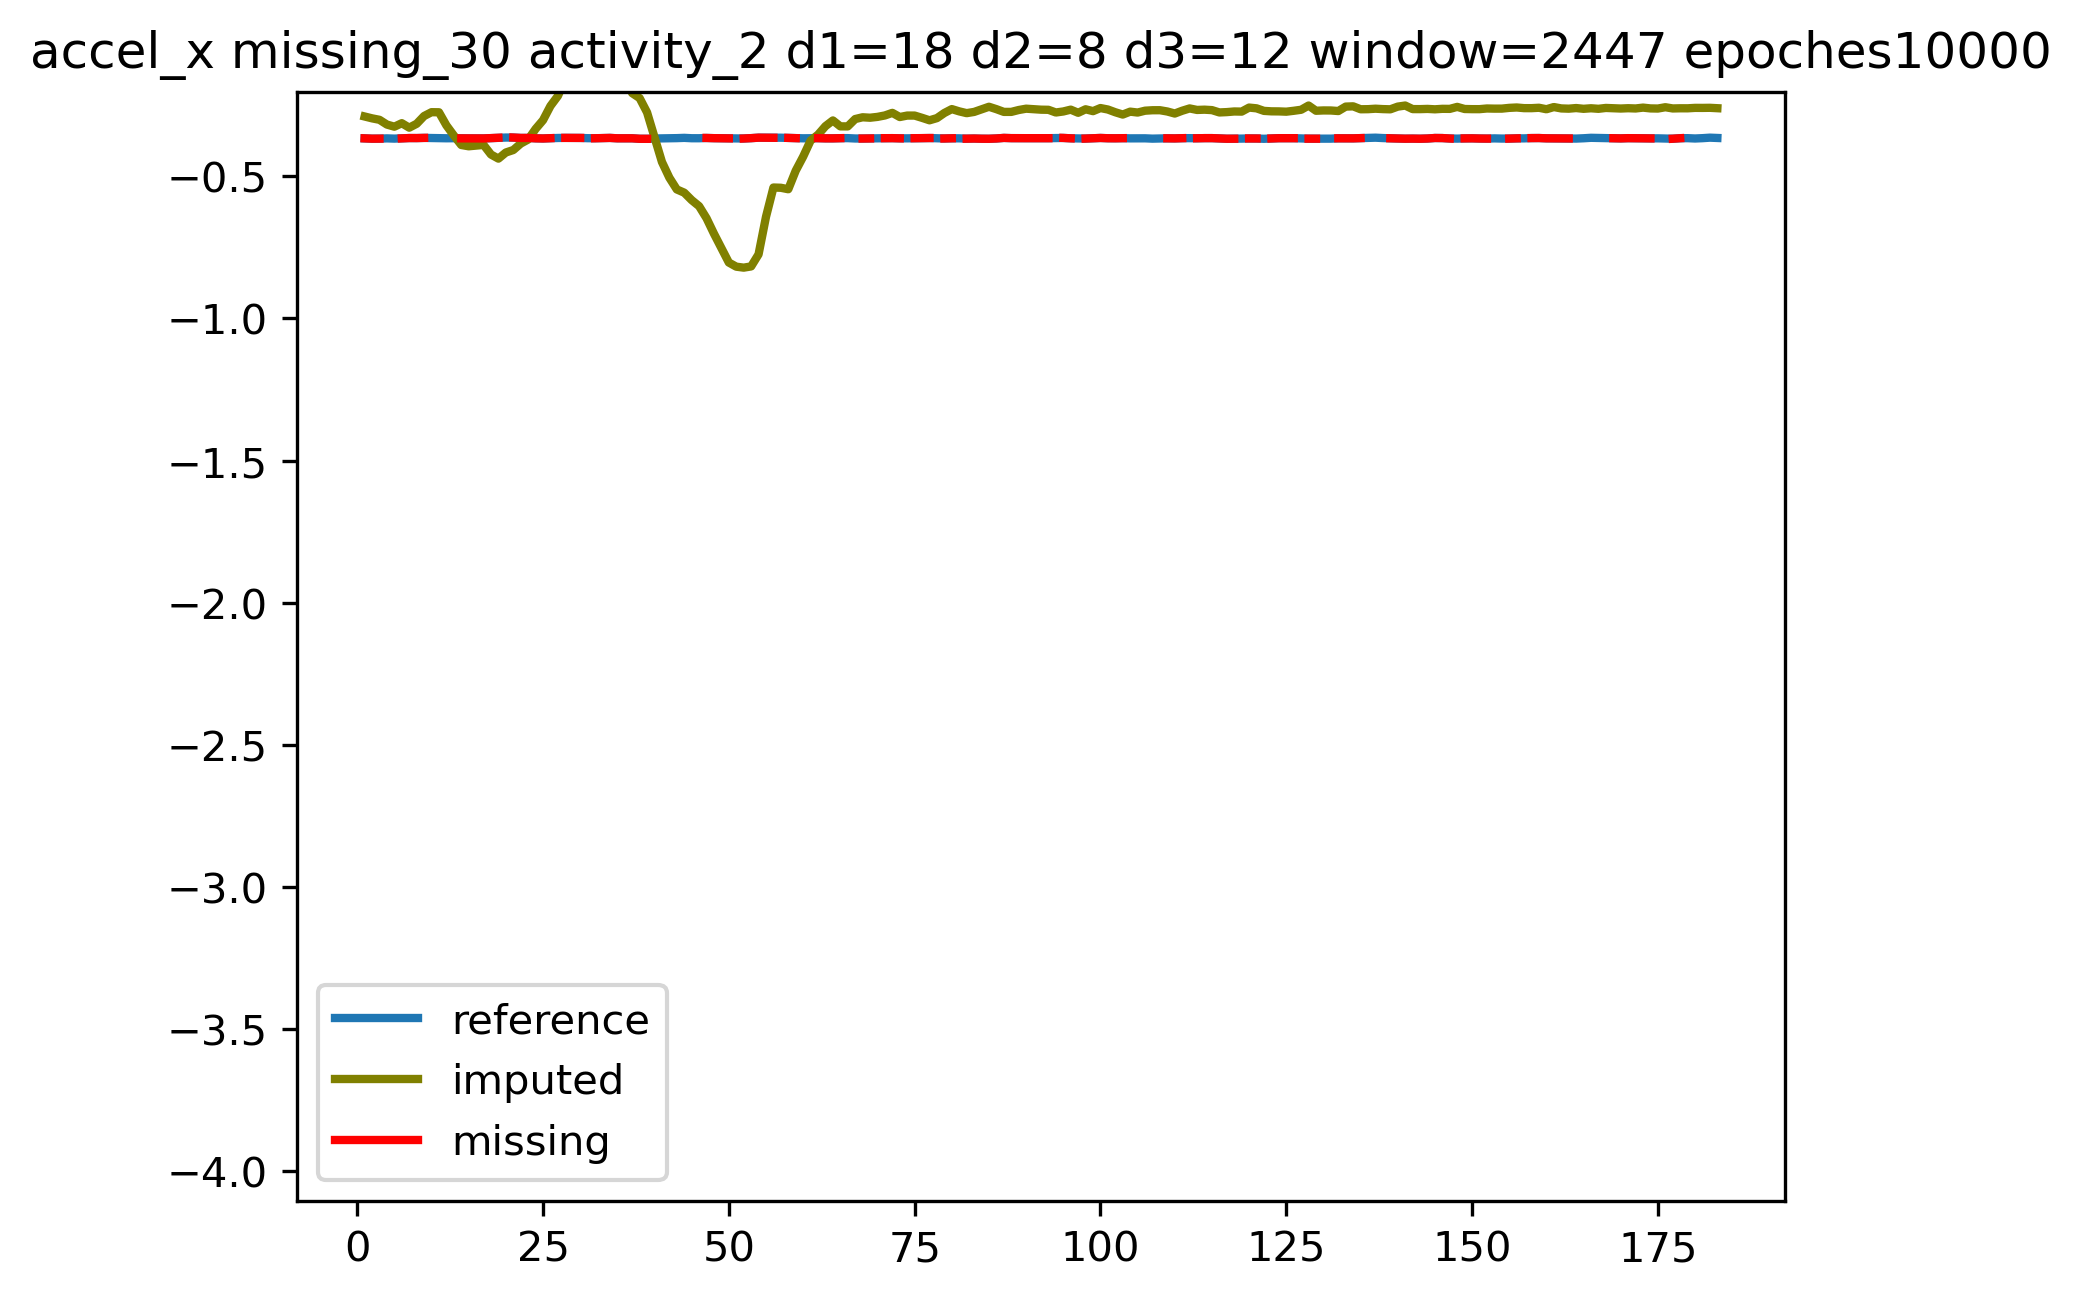 accel_x missing_30 activity_2 d1=18 d2=8 d3=12 window=2447 epoches10000
−0.5
−1.0
−1.5
−2.0
−2.5
−3.0
−3.5
−4.0
reference
imputed
missing
0 25 50 75 100 125 150 175